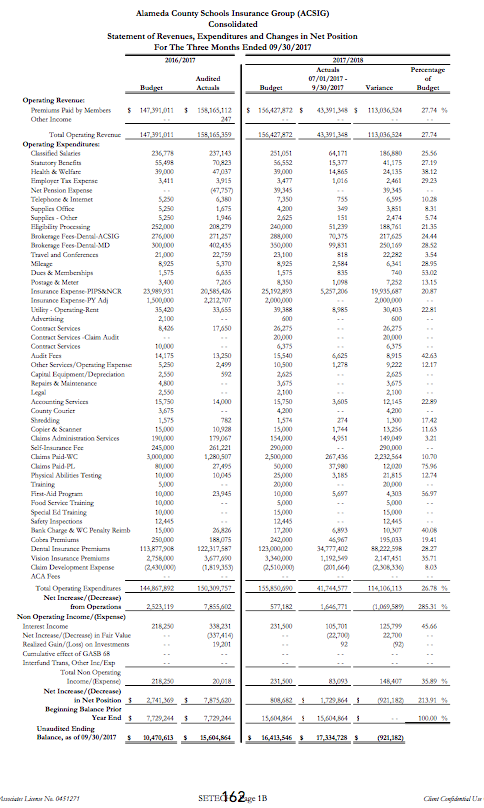 Alameda County Schools Insurance Group (ACSIG)
Consolidated
Statement of Revenues, Expenditures and Changes in Net Position
For The Three Months Ended 09/30/2017
2016/2017 2017/2018
Actuals Percentage
Audited 07/01/2017 - of
Budget Actuals Budget 9/30/2017 Variance Budget
Operating Revenue:
Premiums Paid by Members $ 147,391,011 $ 158,165,112 $ 156,427,872 $ 43,391,348 $ 113,036,524 27.74 %
Other Income - - 247 - - - - - - - -
Total Operating Revenue 147,391,011 158,165,359 156,427,872 43,391,348 113,036,524 27.74
Operating Expenditures:
Classified Salaries 236,778 237,143 251,051 64,171 186,880 25.56
Statutory Benefits 55,498 70,823 56,552 15,377 41,175 27.19
Health & Welfare 39,000 47,037 39,000 14,865 24,135 38.12
Employer Tax Expense 3,411 3,915 3,477 1,016 2,461 29.23
Net Pension Expense - - (47,757) 39,345 - - 39,345 - -
Telephone & Internet 5,250 6,380 7,350 755 6,595 10.28
Supplies Office 5,250 1,675 4,200 349 3,851 8.31
Supplies - Other 5,250 1,946 2,625 151 2,474 5.74
Eligibility Processing 252,000 208,279 240,000 51,239 188,761 21.35
Brokerage Fees-Dental-ACSIG 276,000 271,257 288,000 70,375 217,625 24.44
Brokerage Fees-Dental-MD 300,000 402,435 350,000 99,831 250,169 28.52
Travel and Conferences 23,000 22,759 23,100 818 22,282 3.54
Mileage 8,925 5,370 8,925 2,584 6,341 28.95
Dues & Memberships 1,575 6,635 1,575 835 740 53.02
Postage & Meter 3,400 7,265 8,350 1,098 7,252 13.15
Insurance Expense-PIPS&NCR 23,989,931 20,585,426 25,192,893 5,257,206 19,935,687 20.87
Insurance Expense-PY Adj 1,500,000 2,212,707 2,000,000 - - 2,000,000 - -
Utility - Operating-Rent 35,420 33,655 39,388 8,985 30,403 22.81
Advertising 2,100 - - 600 - - 600 - -
Contract Services 8,426 17,650 26,275 - - 26,275 - -
Contract Services -Claim Audit - - - - 20,000 - - 20,000 - -
Contract Services 10,000 - - 6,375 - - 6,375 - -
Audit Fees 14,175 13,250 15,540 6,625 8,915 42.63
Other Services/Operating Expense 5,250 2,499 10,500 1,278 9,222 12.17
Capital Equipment/Depreciation 2,550 592 2,625 - - 2,625 - -
Repairs & Maintenance 4,800 - - 3,675 - - 3,675 - -
Legal 2,550 - - 2,100 - - 2,100 - -
Accounting Services 15,750 14,000 15,750 3,605 12,145 22.89
County Courier 3,675 - - 4,200 - - 4,200 - -
Shredding 1,575 782 1,574 274 1,300 17.42
Copier & Scanner 15,000 10,928 15,000 1,744 13,256 11.63
Claims Administration Services 190,000 179,067 154,000 4,951 149,049 3.21
Self-Insurance Fee 245,000 261,221 290,000 - - 290,000 - -
Claims Paid-WC 3,000,000 1,280,507 2,500,000 267,436 2,232,564 10.70
Claims Paid-PL 80,000 27,495 50,000 37,980 12,020 75.96
Physical Abilities Testing 10,000 10,045 25,000 3,185 21,815 12.74
Training 5,000 - - 20,000 - - 20,000 - -
First-Aid Program 10,000 23,945 10,000 5,697 4,303 56.97
Food Service Training 10,000 - - 5,000 - - 5,000 - -
Special Ed Training 10,000 - - 15,000 - - 15,000 - -
Safety Inspections 12,445 - - 12,445 - - 12,445 - -
Bank Charge & WC Penalty Reimb 15,000 26,826 17,200 6,893 10,307 40.08
Cobra Premiums 250,000 188,075 242,000 46,967 195,033 19.41
Dental Insurance Premiums 113,877,908 122,317,587 123,000,000 34,777,402 88,222,598 28.27
Vision Insurance Premiums 2,758,000 3,677,690 3,340,000 1,192,549 2,147,451 35.71
Claim Development Expense (2,430,000) (1,819,353) (2,510,000) (201,664) (2,308,336) 8.03
ACA Fees - - - - - - - - - - - -
Total Operating Expenditures 144,867,892 150,309,757 155,850,690 41,744,577 114,106,113 26.78 %
Net Increase/(Decrease)
from Operations 2,523,119 7,855,602 577,182 1,646,771 (1,069,589) 285.31 %
Non Operating Income/(Expense)
Interest Income 218,250 338,231 231,500 105,701 125,799 45.66
Net Increase/(Decrease) in Fair Value - - (337,414) - - (22,700) 22,700 - -
Realized Gain/(Loss) on Investments - - 19,201 - - 92 (92) - -
Cumulative effect of GASB 68 - - - - - - - - - - - -
Interfund Trans, Other Inc/Exp - - - - - - - - - - - -
Total Non Operating
Income/(Expense) 218,250 20,018 231,500 83,093 148,407 35.89 %
Net Increase/(Decrease)
in Net Position $ 2,741,369 $ 7,875,620 808,682 $ 1,729,864 $ (921,182) 213.91 %
Beginning Balance Prior
Year End $ 7,729,244 $ 7,729,244 15,604,864 $ 15,604,864 $ - - 100.00 %
Unaudited Ending
Balance, as of 09/30/2017 $ 10,470,613 $ 15,604,864 $ 16,413,546 $ 17,334,728 $ (921,182)
Associates License No. 0451271 162 age 1B Client Confidential Use